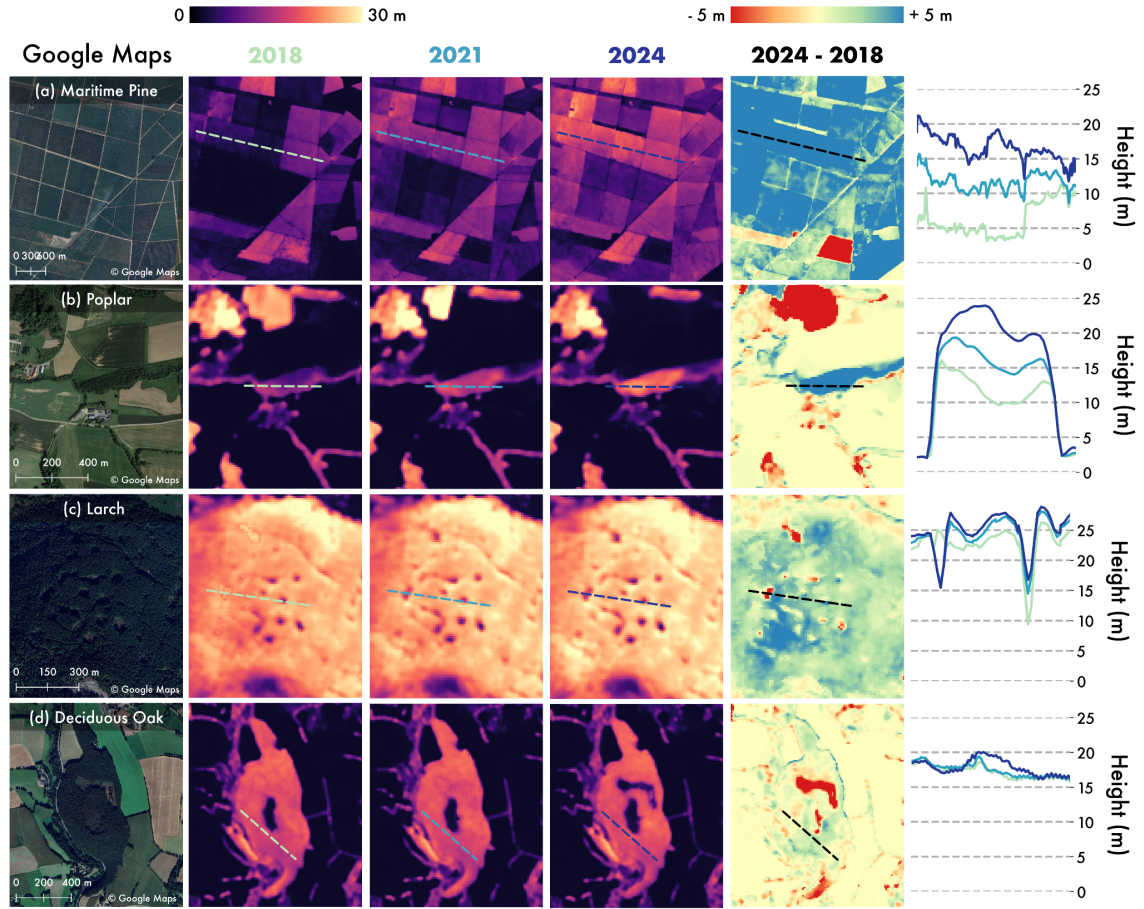 0 30 m - 5 m + 5 m
Google Maps 2018 2021 2024 2024 - 2018
(a) Maritime Pine
25
20
15
10
5
0
Height (m)
0 300600 m
© Google Maps
(b) Poplar
25
20
15
10
5
0
Height (m)
0 200 400 m
© Google Maps
(c) Larch
25
20
15
10
5
0
Height (m)
0 150 300 m
© Google Maps
(d) Deciduous Oak
25
20
15
10
5
0
Height (m)
0 200 400 m
© Google Maps